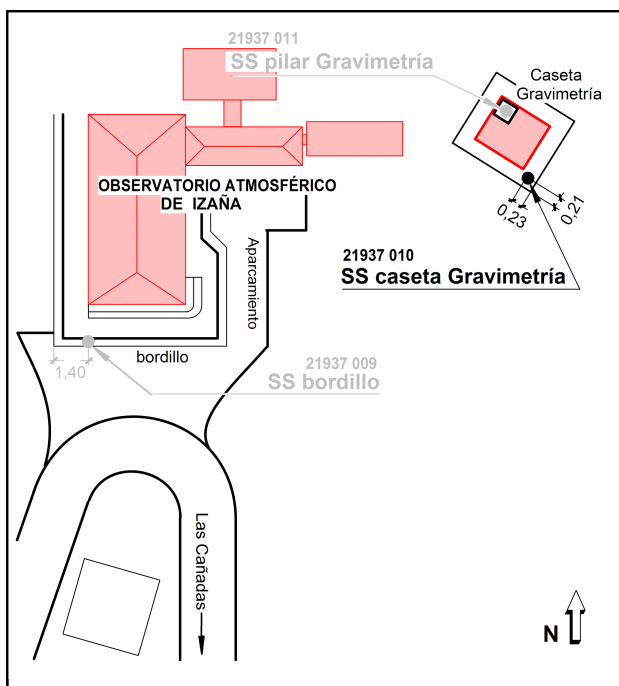 21937 011
SS pilar Gravimetría
Caseta
Gravimetría
OBSERVATORIO ATMOSFÉRICO
DE IZAÑA
0,23
0,21
Aparcamiento
21937 010
SS caseta Gravimetría
bordillo
1,40
21937 009
SS bordillo
Las Cañadas
N